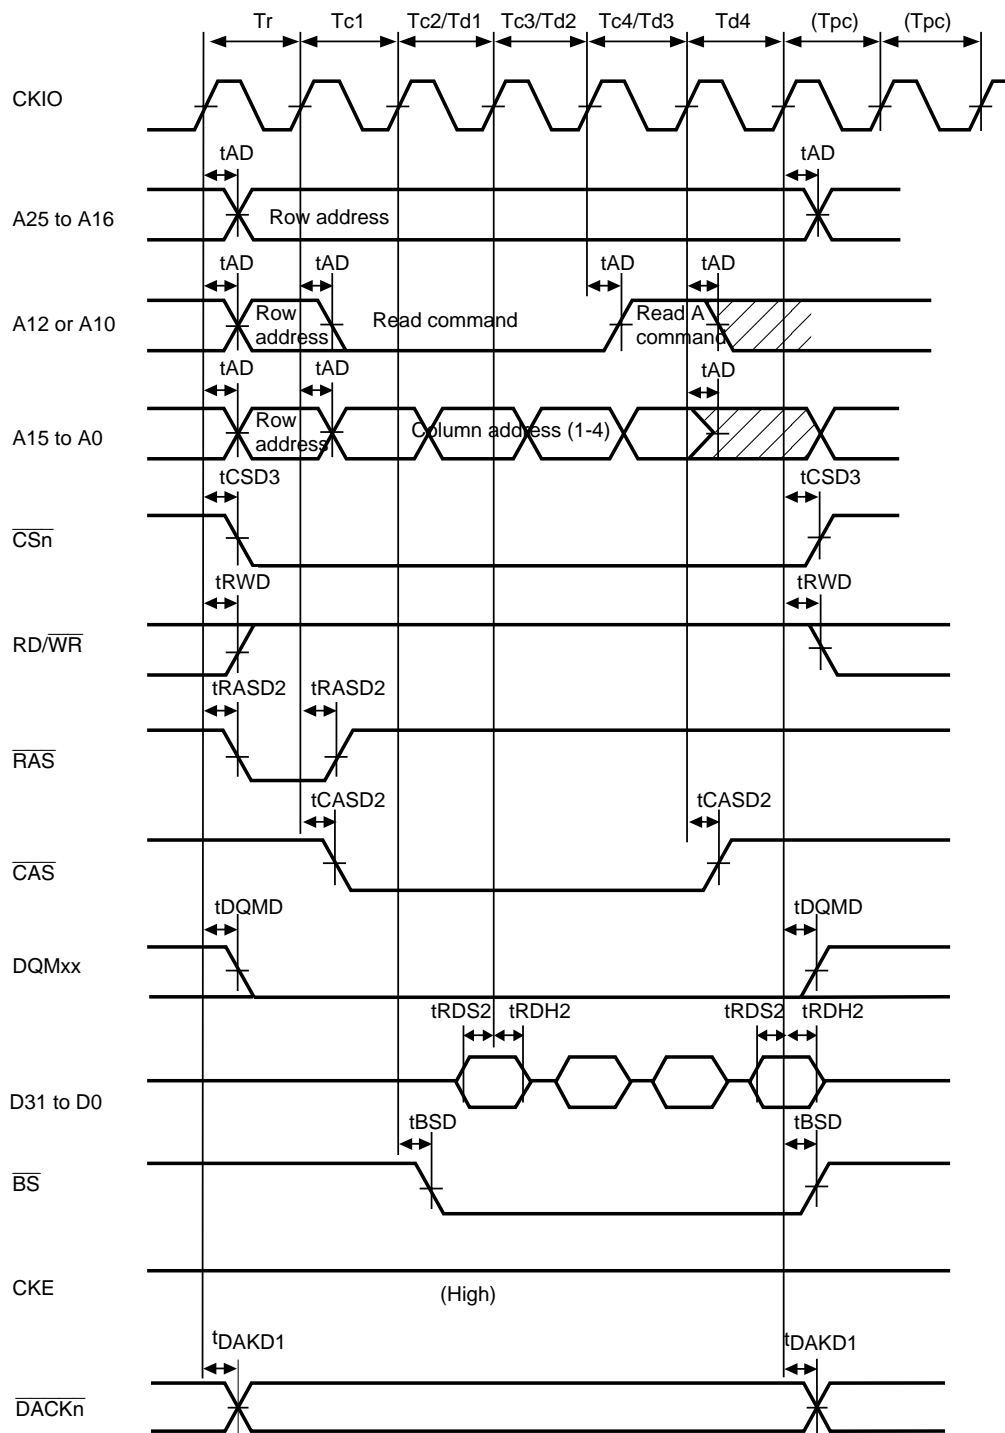 Tr Tc1 Tc2/Td1 Tc3/Td2 Tc4/Td3 Td4 (Tpc) (Tpc)
CKIO
tAD tAD
A25 to A16 Row address
tAD tAD tAD tAD
A12 or A10 Row address Read command Read A command
tAD tAD tAD
A15 to A0 Row address Column address (1-4)
tCSD3 tCSD3
CSn
tRWD tRWD
RD/WR
tRASD2 tRASD2
RAS
tCASD2 tCASD2
CAS
tDQMD tDQMD
DQMxx
tRDS2 tRDH2 tRDS2 tRDH2
D31 to D0
tBSD tBSD
BS
CKE (High)
tDAKD1 tDAKD1
DACKn